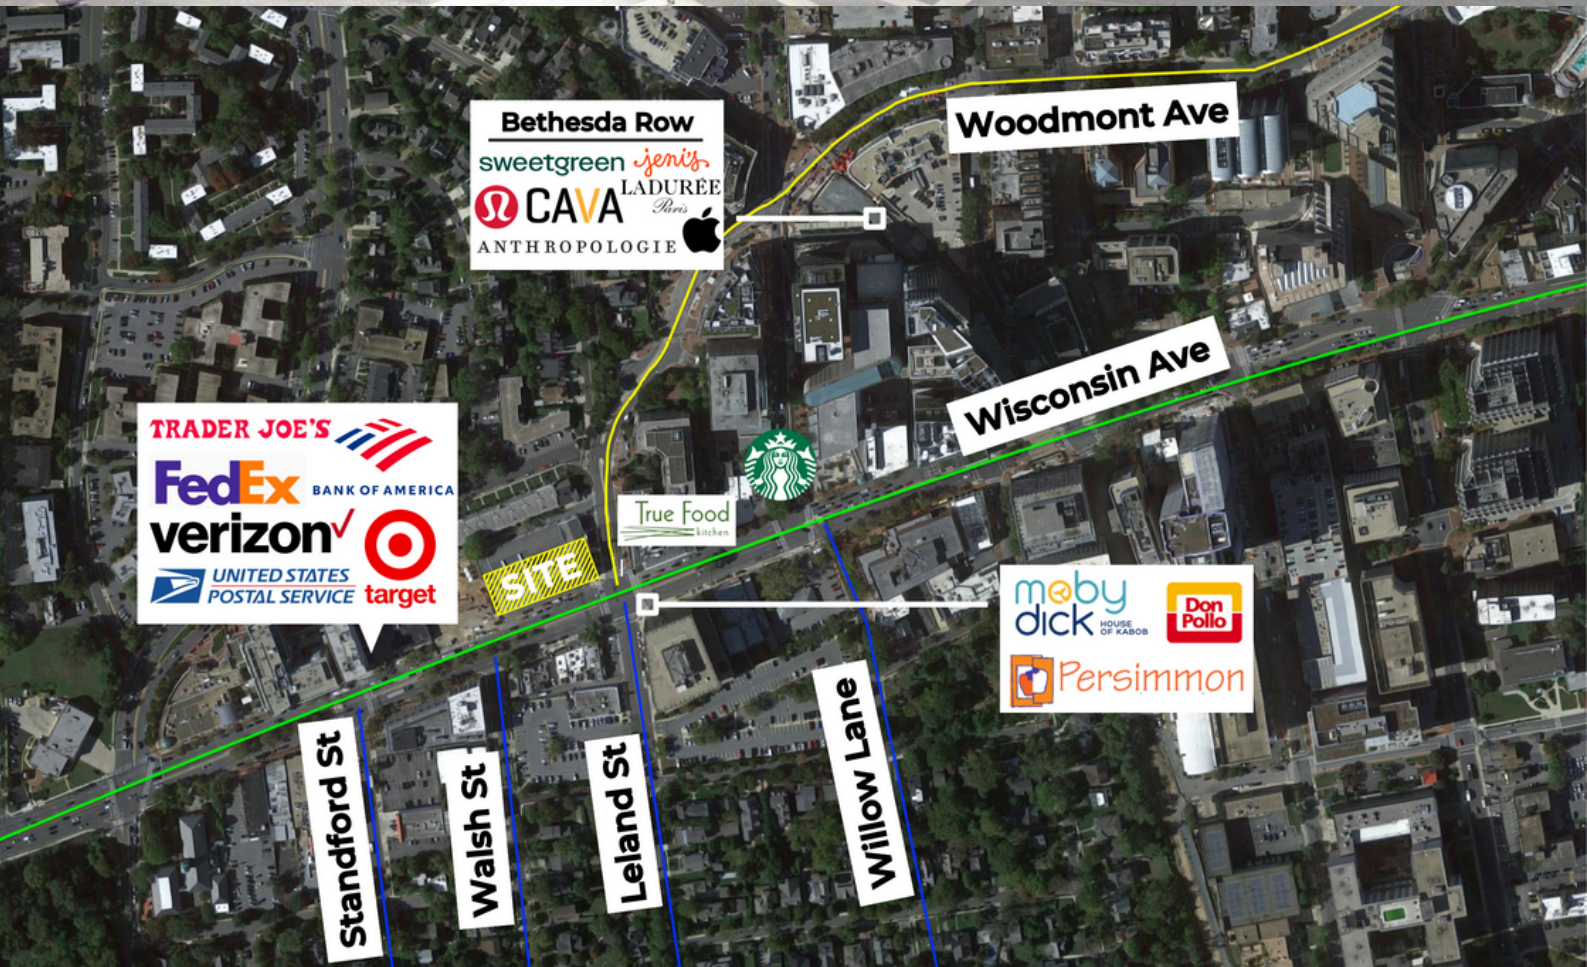 Woodmont Ave
Bethesda Row
sweetgreen jeni's
CAVA LADURÉE
Paris
ANTHROPOLOGIE
Wisconsin Ave
TRADER JOE'S
FedEx BANK OF AMERICA
verizon
UNITED STATES
POSTAL SERVICE target
True Food
kitchen
SITE
moby
dick HOUSE
OF KABOB
Don
Pollo
Persimmon
Standford St
Walsh St
Leland St
Willow Lane